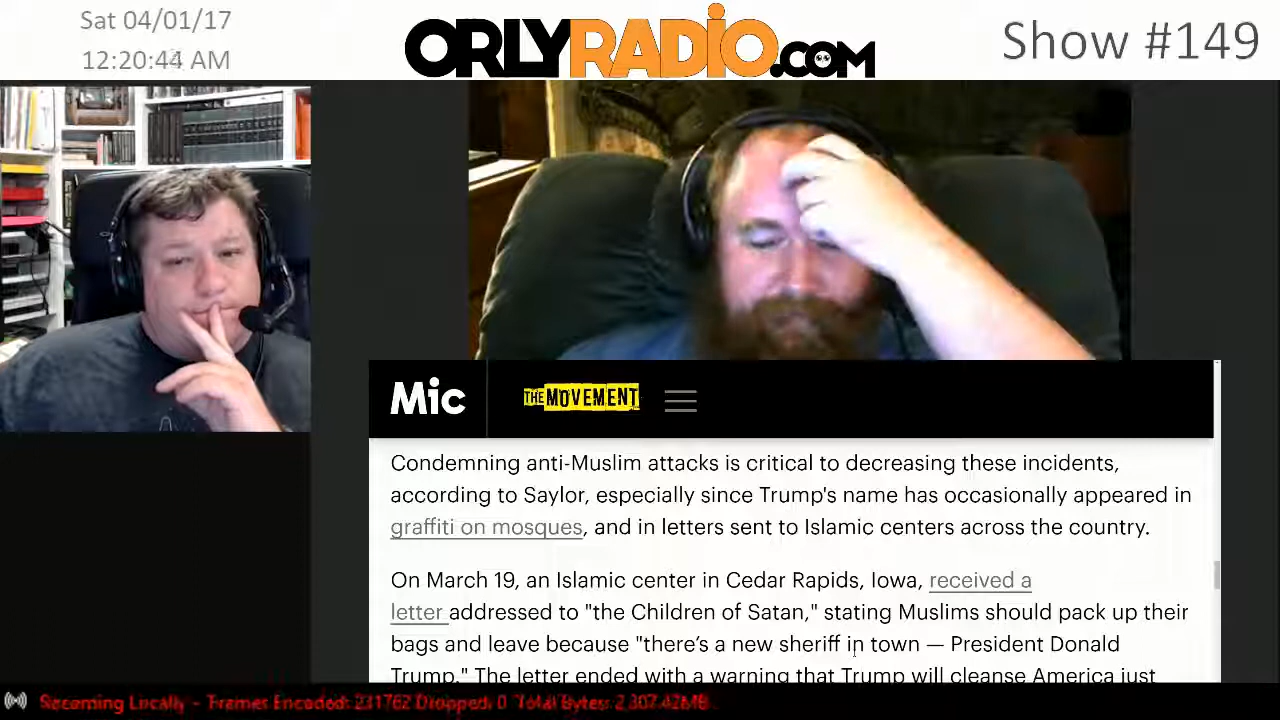 Sat 04/01/17
12:20:44 AM
ORLYRADIO.COM
Show #149
Mic
THE MOVEMENT
Condemning anti-Muslim attacks is critical to decreasing these incidents,
according to Saylor, especially since Trump's name has occasionally appeared in
graffiti on mosques, and in letters sent to Islamic centers across the country.
On March 19, an Islamic center in Cedar Rapids, Iowa, received a
letter addressed to "the Children of Satan," stating Muslims should pack up their
bags and leave because "there's a new sheriff in town — President Donald
Trump." The letter ended with a warning that Trump will cleanse America just
Recording Locally - Frames Encoded: 231762 Dropped: 0 Total Bytes: 2,307.42MB